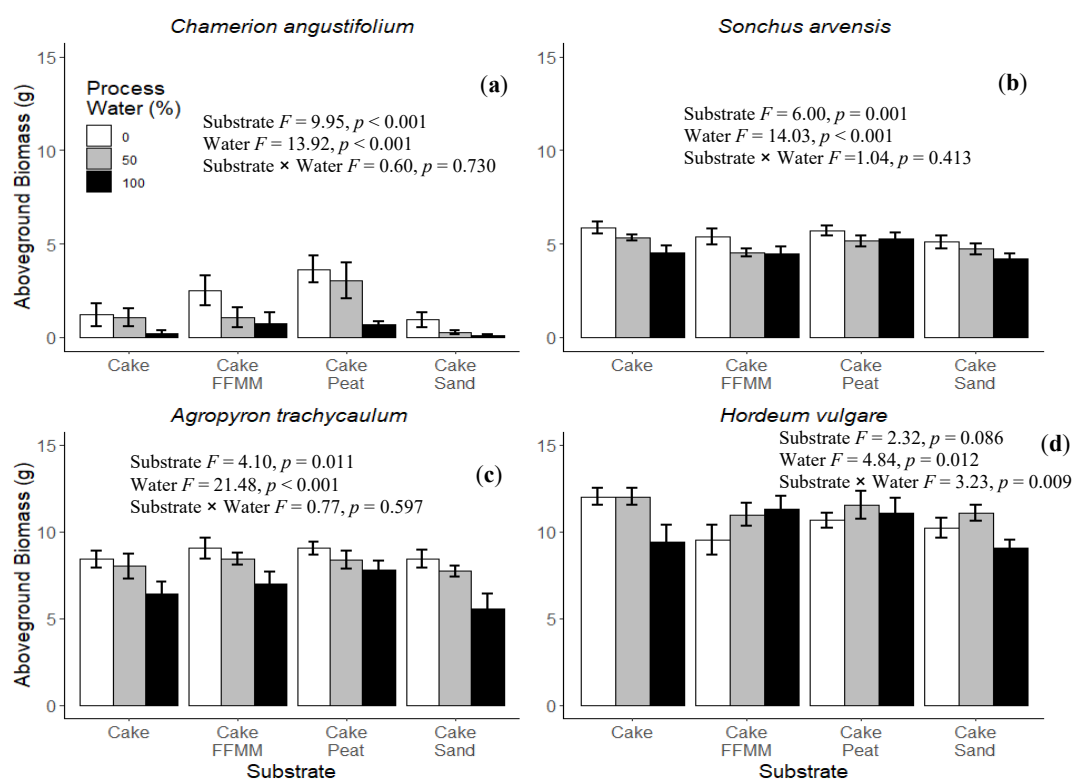 Chamerion angustifolium
Aboveground Biomass (g)
15
10
5
0
Process
Water (%)
0
50
100
(a)
Substrate F = 9.95, p < 0.001
Water F = 13.92, p < 0.001
Substrate × Water F = 0.60, p = 0.730
Cake
Cake
FFMM
Cake
Peat
Cake
Sand
Sonchus arvensis
15
10
5
0
(b)
Substrate F = 6.00, p = 0.001
Water F = 14.03, p < 0.001
Substrate × Water F =1.04, p = 0.413
Cake
Cake
FFMM
Cake
Peat
Cake
Sand
Agropyron trachycaulum
Aboveground Biomass (g)
15
10
5
0
Substrate F = 4.10, p = 0.011
Water F = 21.48, p < 0.001
Substrate × Water F = 0.77, p = 0.597
(c)
Cake
Cake
FFMM
Cake
Peat
Cake
Sand
Substrate
Hordeum vulgare
15
10
5
0
Substrate F = 2.32, p = 0.086
Water F = 4.84, p = 0.012
Substrate × Water F = 3.23, p = 0.009
(d)
Cake
Cake
FFMM
Cake
Peat
Cake
Sand
Substrate